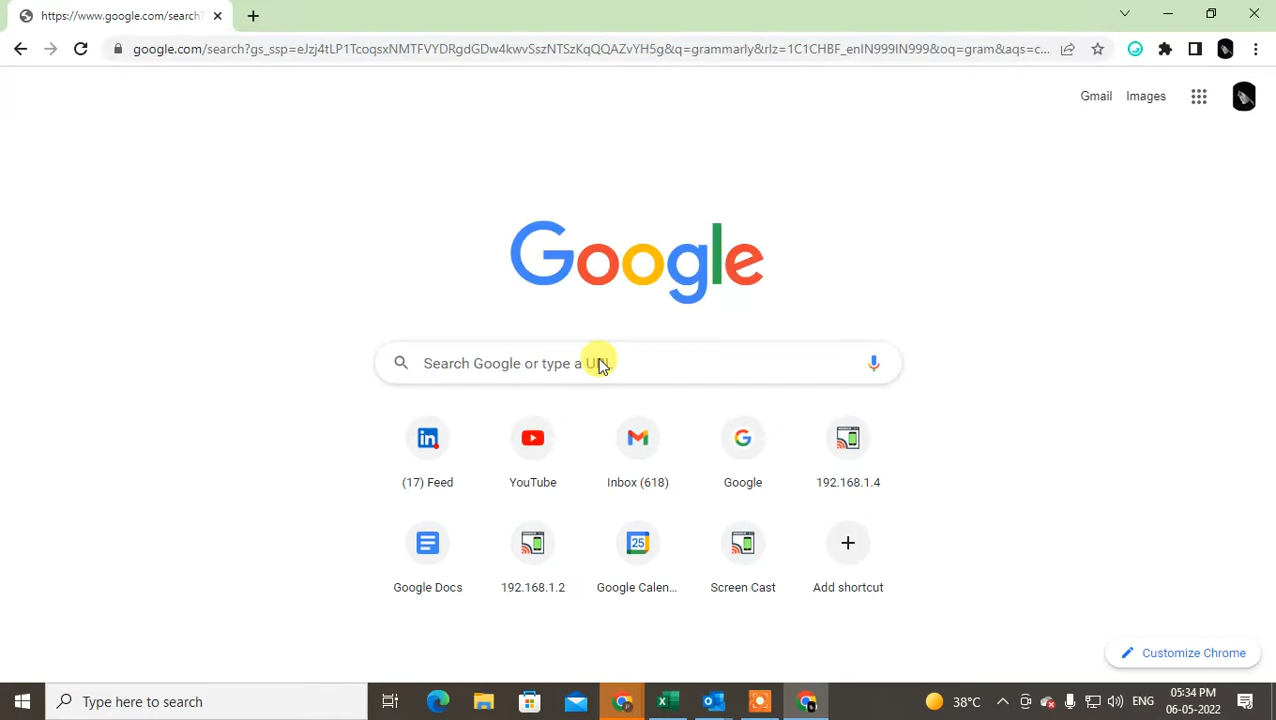 https://www.google.com/search?
google.com/search?gs_ssp=eJzj4tLP1TcoqsxNMTFVYDRgdGDw4kwvSszNTSzKqQQAZvYH5g&q=grammarly&rlz=1C1CHBF_enIN999IN999&oq=gram&aqs=c...
Gmail Images
Google
Search Google or type a URL
(17) Feed YouTube Inbox (618) Google 192.168.1.4
Google Docs 192.168.1.2 Google Calen... Screen Cast Add shortcut
Customize Chrome
Type here to search
38°C
ENG
05:34 PM
06-05-2022